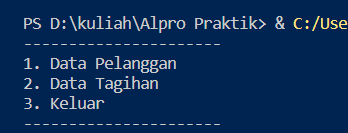 PS D:\kuliah\Alpro Praktik> & C:/Use
----------------------
1. Data Pelanggan
2. Data Tagihan
3. Keluar
----------------------